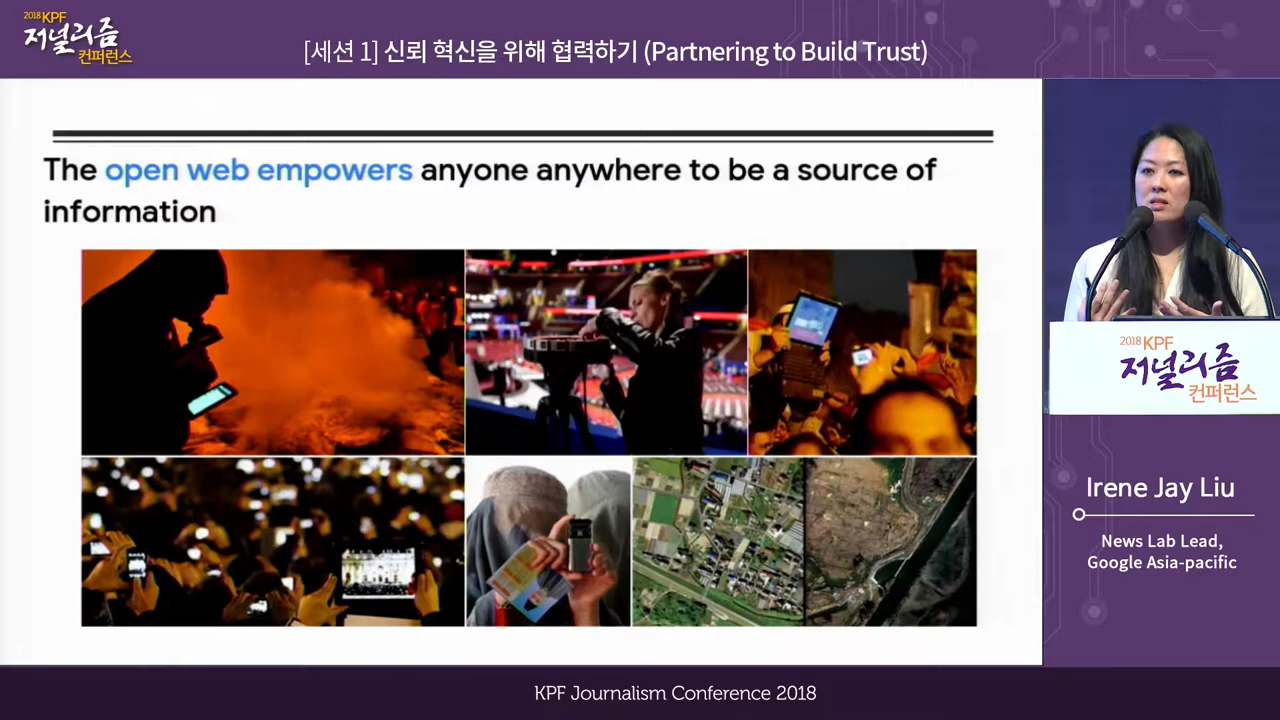 2018 KPF
저널리즘
컨퍼런스
[세션 1] 신뢰 혁신을 위해 협력하기 (Partnering to Build Trust)
The open web empowers anyone anywhere to be a source of
information
2018 KPF
저널리즘
컨퍼런스
Irene Jay Liu
News Lab Lead,
Google Asia-pacific
KPF Journalism Conference 2018